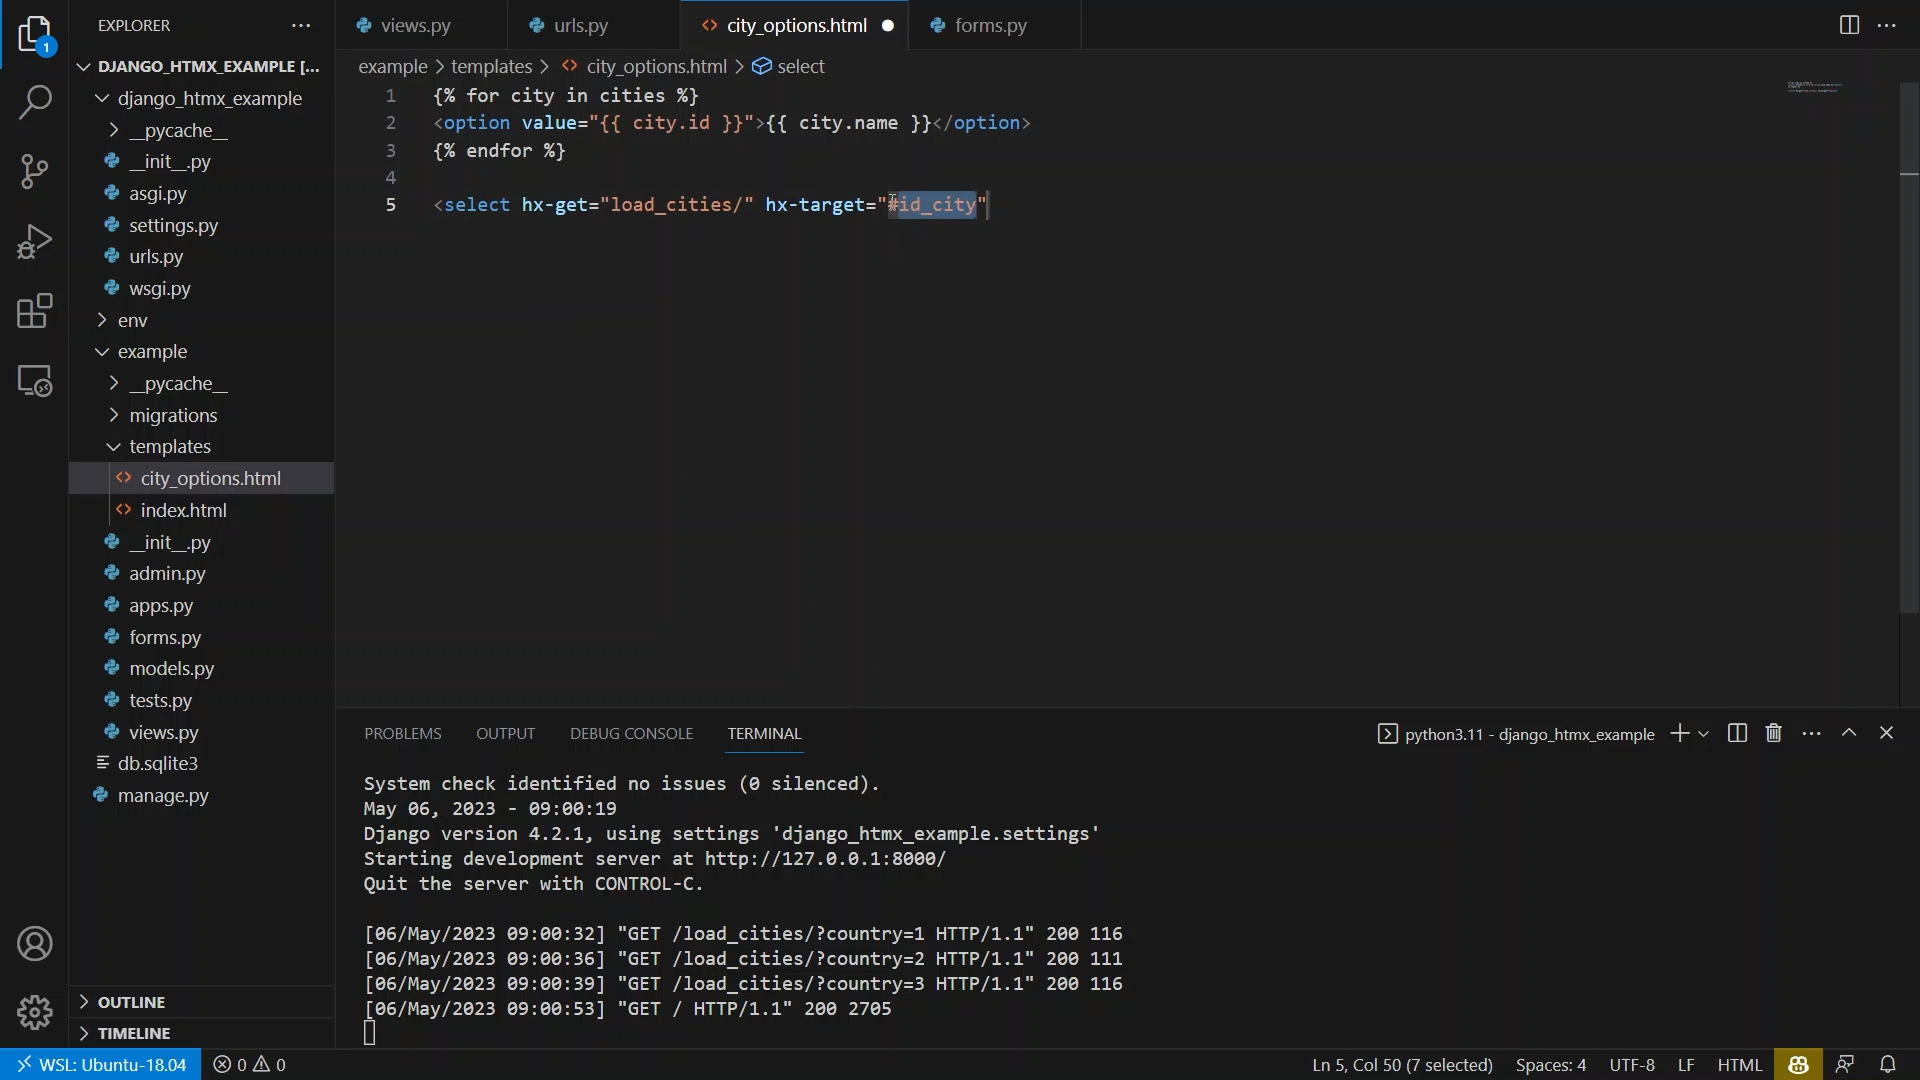 EXPLORER
views.py
urls.py
city_options.html
forms.py
DJANGO_HTMX_EXAMPLE [...
example
templates
city_options.html
select
django_htmx_example
__pycache__
__init__.py
asgi.py
settings.py
urls.py
wsgi.py
env
example
__pycache__
migrations
templates
city_options.html
index.html
__init__.py
admin.py
apps.py
forms.py
models.py
tests.py
views.py
db.sqlite3
manage.py
OUTLINE
TIMELINE
1
1 {% for city in cities %}
2 <option value="{{ city.id }}">{{ city.name }}</option>
3 {% endfor %}
4
5 <select hx-get="load_cities/" hx-target="#id_city"
PROBLEMS OUTPUT DEBUG CONSOLE TERMINAL
python3.11 - django_htmx_example
System check identified no issues (0 silenced).
May 06, 2023 - 09:00:19
Django version 4.2.1, using settings 'django_htmx_example.settings'
Starting development server at http://127.0.0.1:8000/
Quit the server with CONTROL-C.
[06/May/2023 09:00:32] "GET /load_cities/?country=1 HTTP/1.1" 200 116
[06/May/2023 09:00:36] "GET /load_cities/?country=2 HTTP/1.1" 200 111
[06/May/2023 09:00:39] "GET /load_cities/?country=3 HTTP/1.1" 200 116
[06/May/2023 09:00:53] "GET / HTTP/1.1" 200 2705
WSL: Ubuntu-18.04
0 0
Ln 5, Col 50 (7 selected)
Spaces: 4
UTF-8
LF
HTML